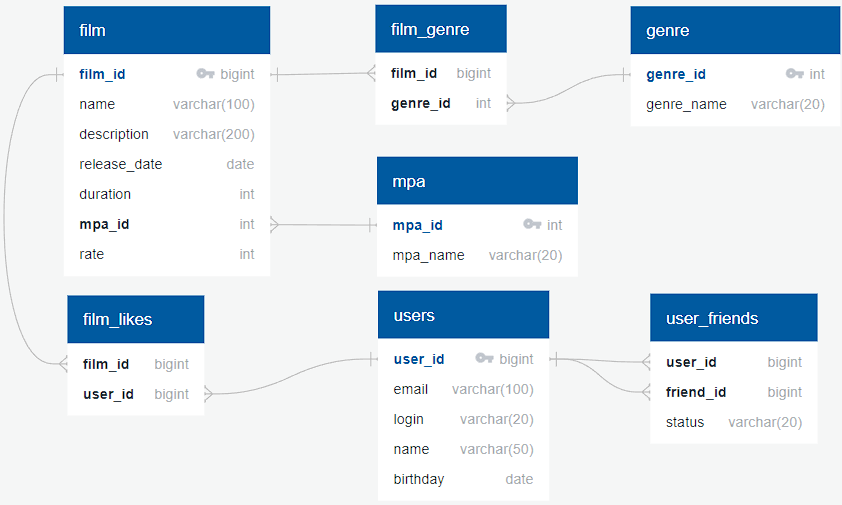 film
film_id bigint
name varchar(100)
description varchar(200)
release_date date
duration int
mpa_id int
rate int
film_genre
film_id bigint
genre_id int
genre
genre_id int
genre_name varchar(20)
mpa
mpa_id int
mpa_name varchar(20)
film_likes
film_id bigint
user_id bigint
users
user_id bigint
email varchar(100)
login varchar(20)
name varchar(50)
birthday date
user_friends
user_id bigint
friend_id bigint
status varchar(20)